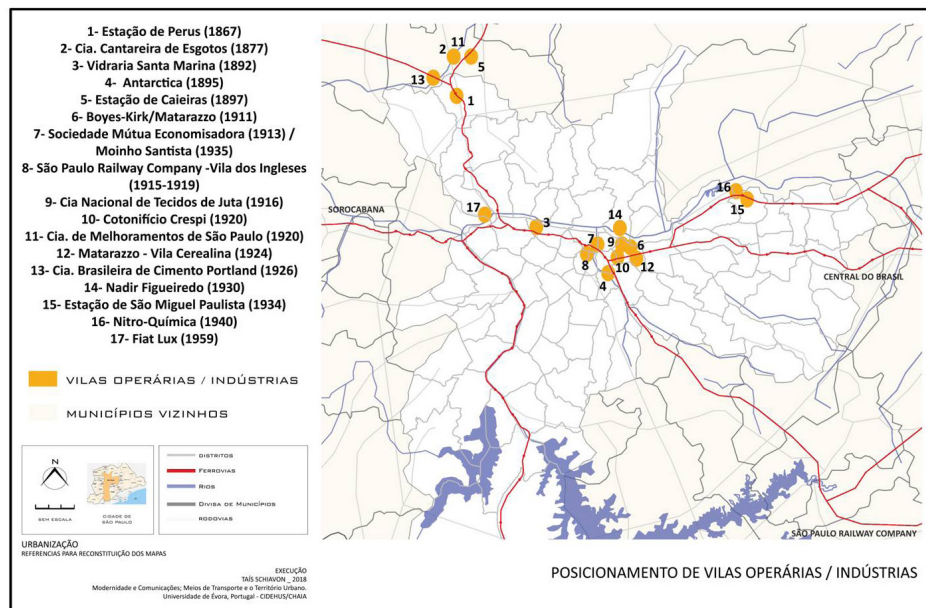 1- Estação de Perus (1867)
2- Cia. Cantareira de Esgotos (1877)
3- Vidraria Santa Marina (1892)
4- Antarctica (1895)
5- Estação de Caieiras (1897)
6- Boyes-Kirk/Matarazzo (1911)
7- Sociedade Mútua Economisadora (1913) /
Moinho Santista (1935)
8- São Paulo Railway Company -Vila dos Ingleses
(1915-1919)
9- Cia Nacional de Tecidos de Juta (1916)
10- Cotonifício Crespi (1920)
11- Cia. de Melhoramentos de São Paulo (1920)
12- Matarazzo - Vila Cerealina (1924)
13- Cia. Brasileira de Cimento Portland (1926)
14- Nadir Figueiredo (1930)
15- Estação de São Miguel Paulista (1934)
16- Nitro-Química (1940)
17- Fiat Lux (1959)
VILAS OPERÁRIAS / INDÚSTRIAS
MUNICÍPIOS VIZINHOS
N
SEM ESCALA
CIDADE DE
SÃO PAULO
DISTRITOS
FERROVIAS
RIOS
DIVISA DE MUNICÍPIOS
RODOVIAS
URBANIZAÇÃO
REFERENCIAS PARA RECONSTITUIÇÃO DOS MAPAS
EXECUÇÃO
TAÍS SCHIAVON _ 2018
Modernidade e Comunicações; Meios de Transporte e o Território Urbano.
Universidade de Évora, Portugal - CIDEHUS/CHAIA
2
11
5
13
1
SOROCABANA
17
3
14
16
15
7
9
6
8
10
12
4
CENTRAL DO BRASIL
SÃO PAULO RAILWAY COMPANY
POSICIONAMENTO DE VILAS OPERÁRIAS / INDÚSTRIAS